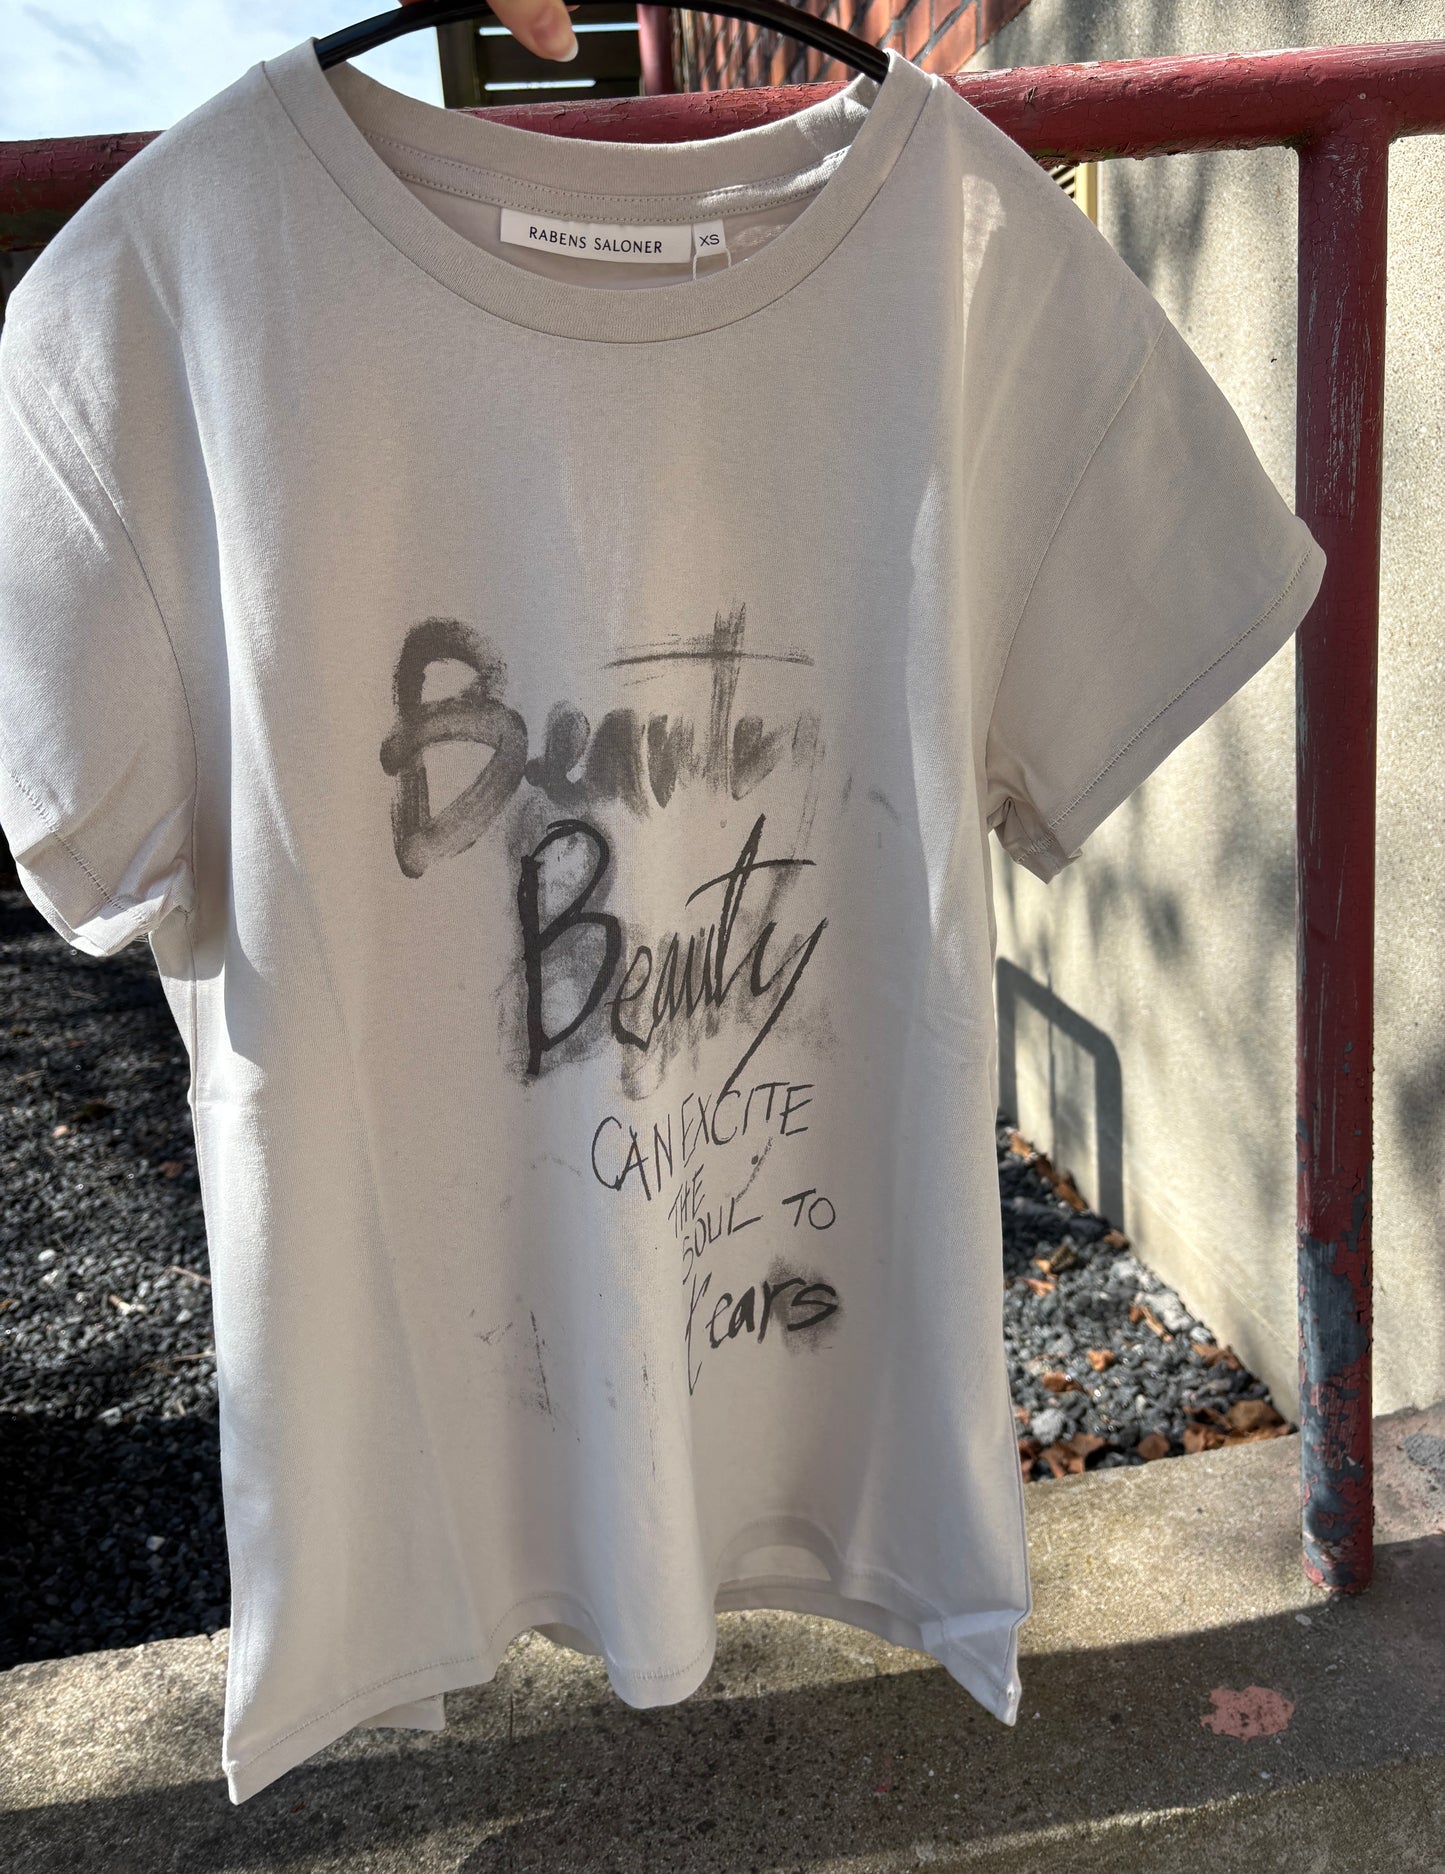 RABENS SALONER
XS
Beauty
Beauty
CAN EXCITE
THE
SOUL TO
tears